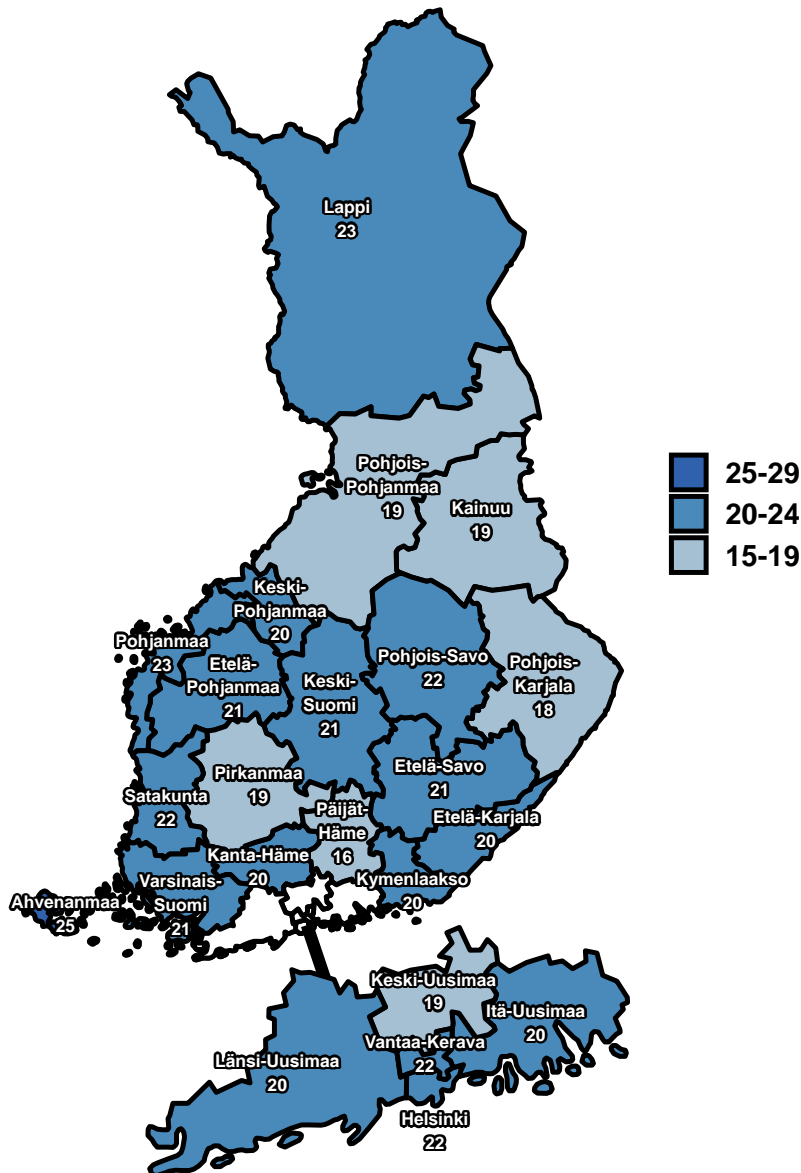 Lappi
23
25-29
20-24
15-19
Pohjois-
Pohjanmaa
19
Kainuu
19
Keski-
Pohjanmaa
20
Pohjanmaa
23
Etelä-
Pohjanmaa
21
Keski-
Suomi
21
Pohjois-Savo
22
Pohjois-
Karjala
18
Pirkanmaa
19
Etelä-Savo
21
Satakunta
22
Päijät-
Häme
16
Etelä-Karjala
20
Kanta-Häme
20
Kymenlaakso
20
Varsinais-
Suomi
21
Ahvenanmaa
25
Keski-Uusimaa
19
Itä-Uusimaa
20
Vantaa-Kerava
22
Länsi-Uusimaa
20
Helsinki
22